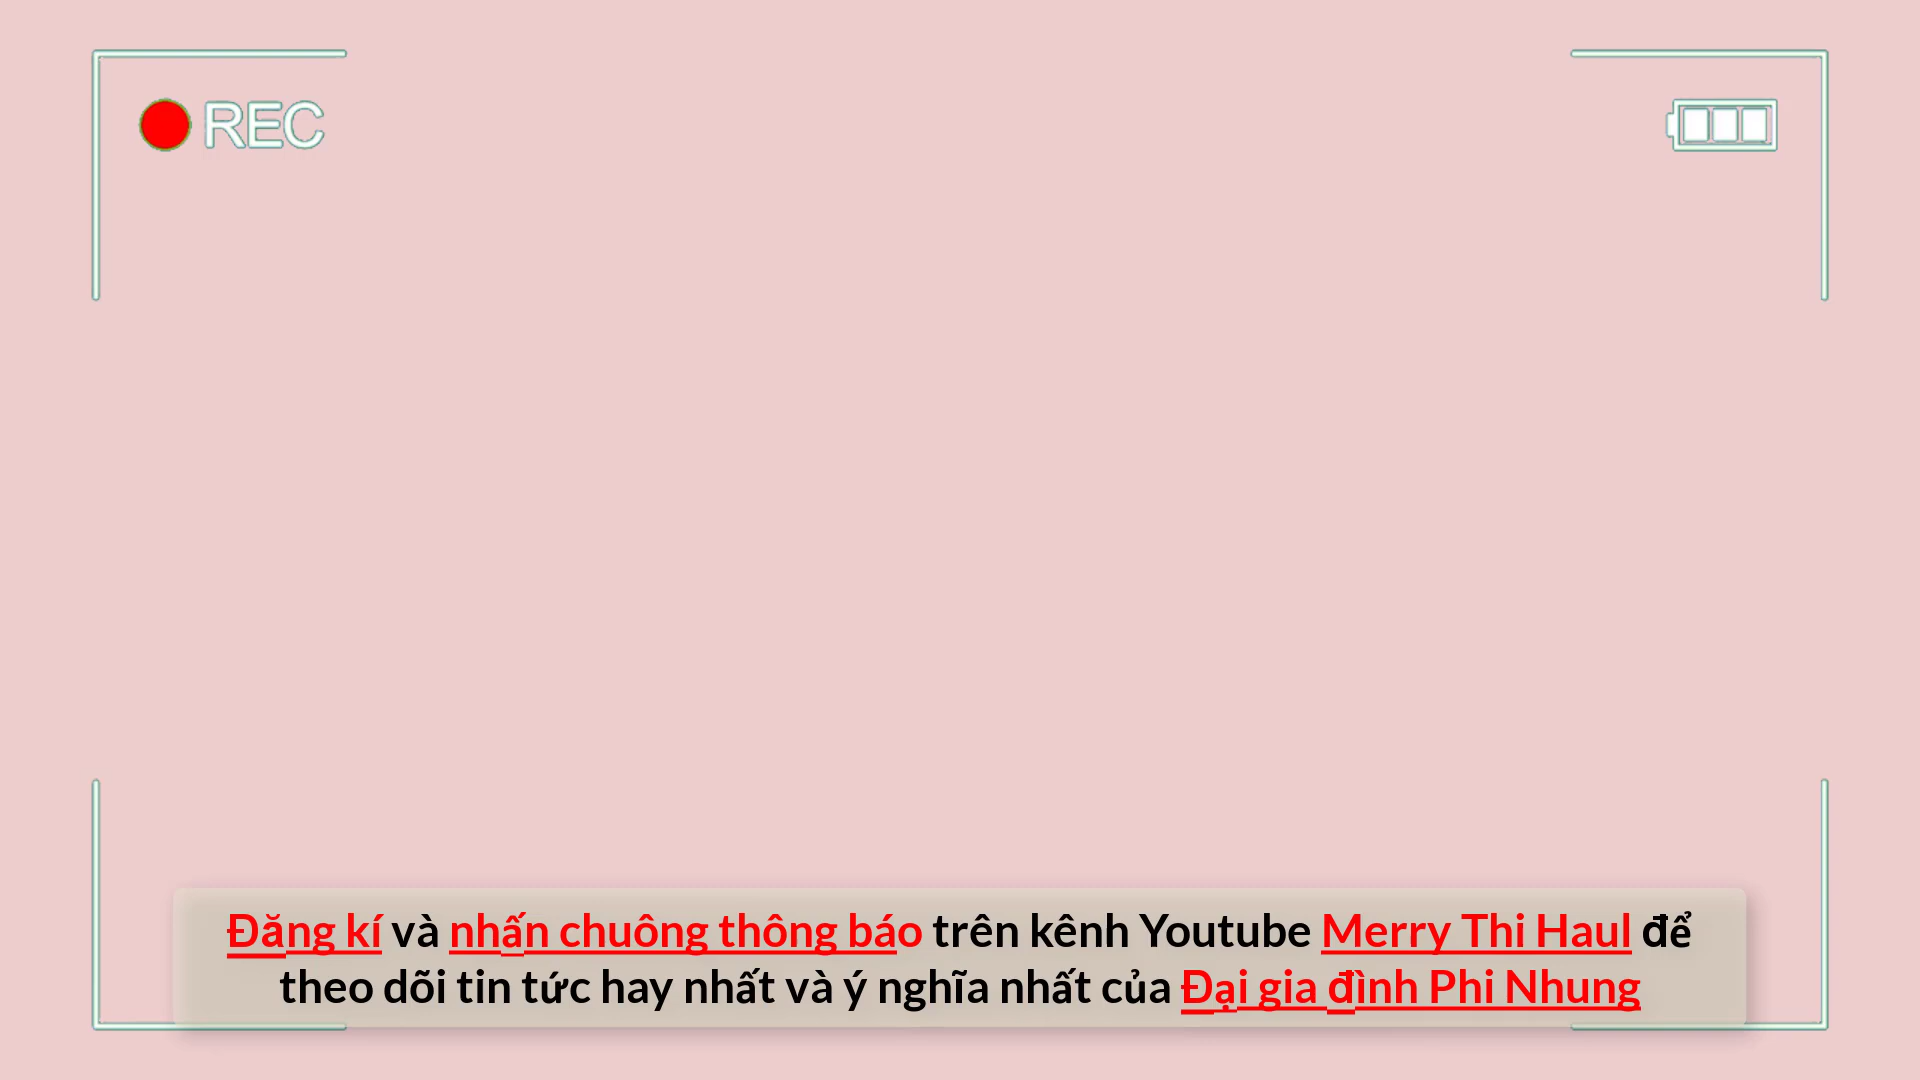 REC
Đăng kí và nhấn chuông thông báo trên kênh Youtube Merry Thi Haul để
theo dõi tin tức hay nhất và ý nghĩa nhất của Đại gia đình Phi Nhung